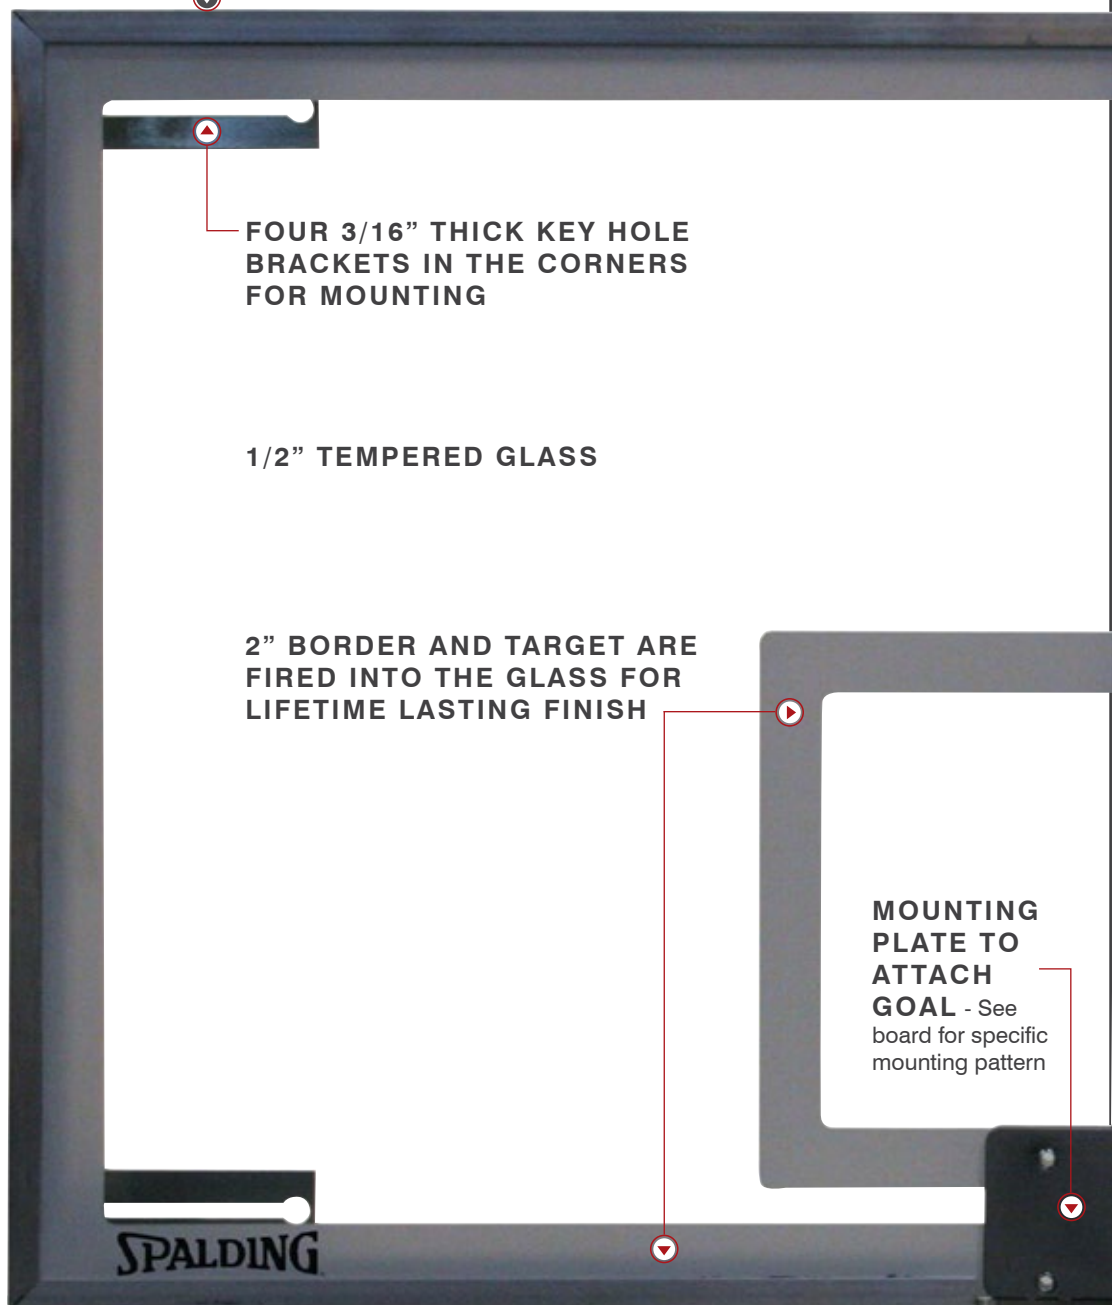 FOUR 3/16” THICK KEY HOLE
BRACKETS IN THE CORNERS
FOR MOUNTING
1/2” TEMPERED GLASS
2” BORDER AND TARGET ARE
FIRED INTO THE GLASS FOR
LIFETIME LASTING FINISH
MOUNTING
PLATE TO
ATTACH
GOAL - See
board for specific
mounting pattern
SPALDING